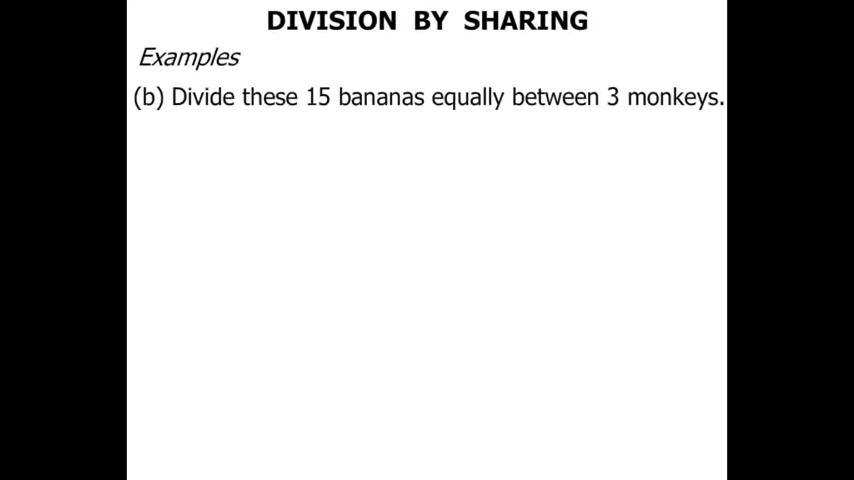 DIVISION BY SHARING
Examples
(b) Divide these 15 bananas equally between 3 monkeys.